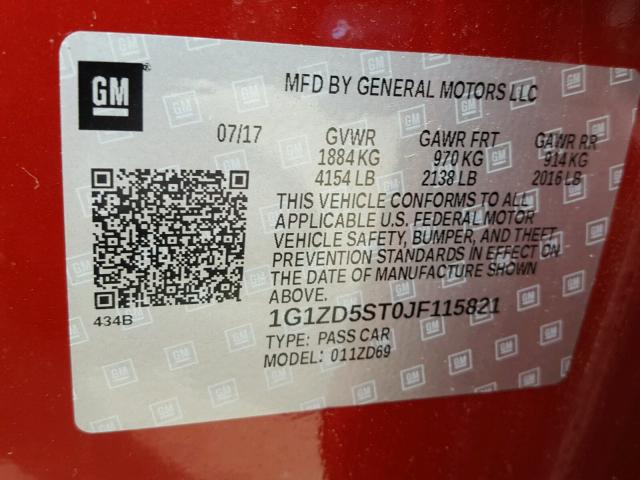 GM®
MFD BY GENERAL MOTORS LLC
07/17 GVWR GAWR FRT GAWR RR
1884 KG 970 KG 914 KG
4154 LB 2138 LB 2016 LB
THIS VEHICLE CONFORMS TO ALL
APPLICABLE U.S. FEDERAL MOTOR
VEHICLE SAFETY, BUMPER, AND THEFT
PREVENTION STANDARDS IN EFFECT ON
THE DATE OF MANUFACTURE SHOWN
ABOVE.
434B
1G1ZD5ST0JF115821
TYPE: PASS CAR
MODEL: 011ZD69